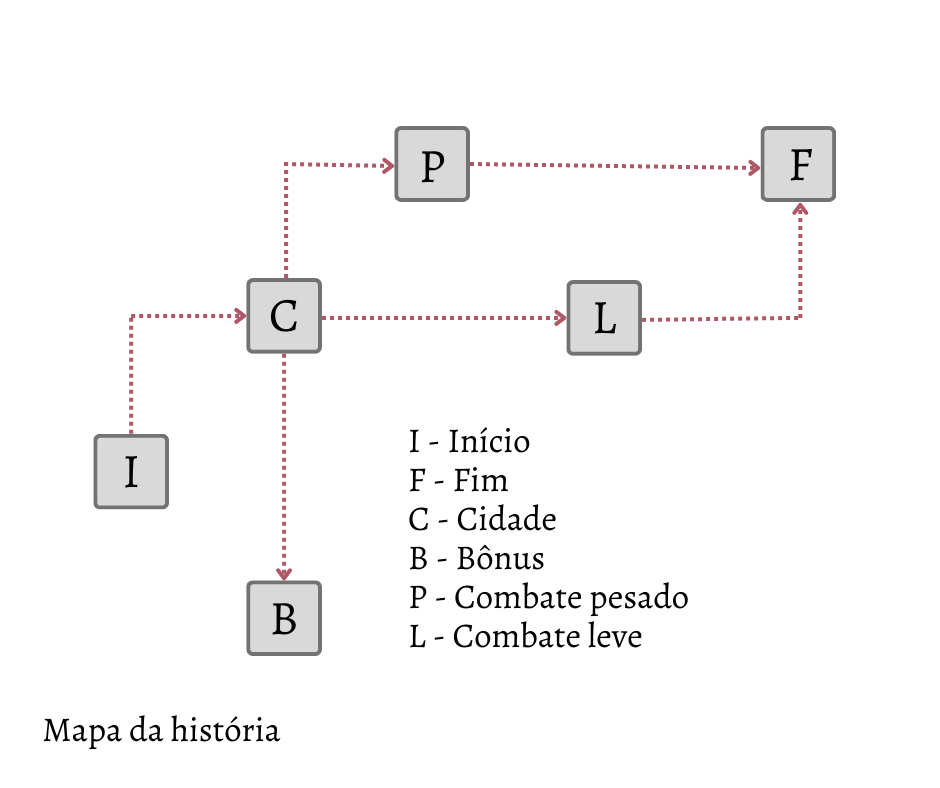 P
F
C
L
I
B
I - Início
F - Fim
C - Cidade
B - Bônus
P - Combate pesado
L - Combate leve
Mapa da história